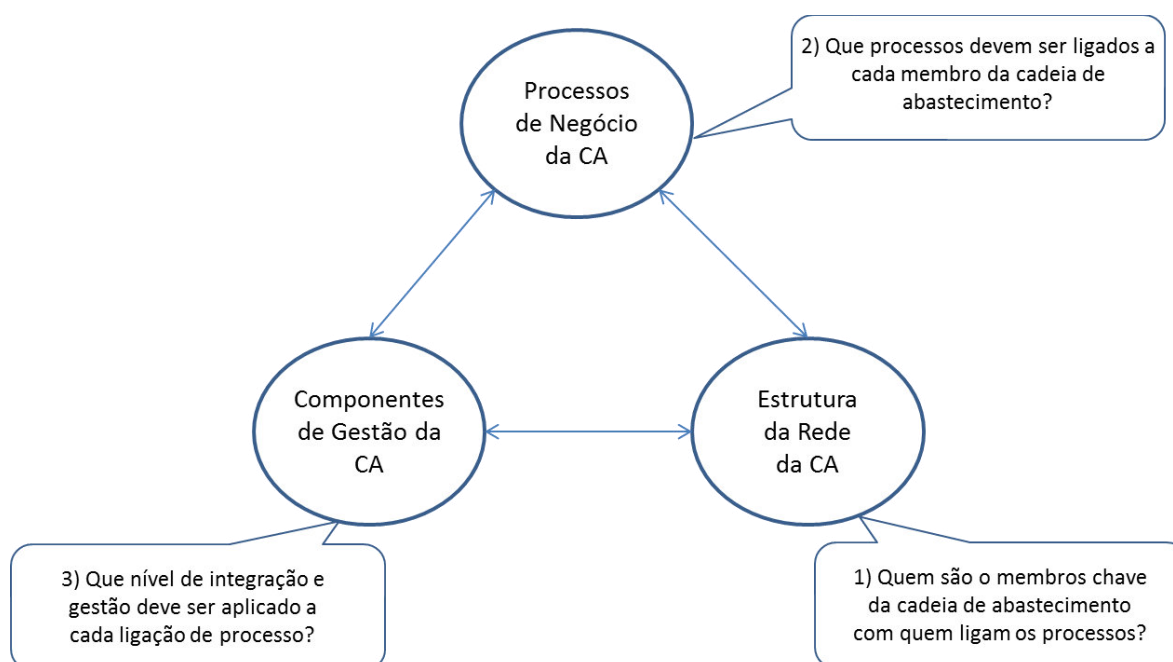 Processos
de Negócio
da CA
2) Que processos devem ser ligados a
cada membro da cadeia de
abastecimento?
Componentes
de Gestão da
CA
Estrutura
da Rede
da CA
3) Que nível de integração e
gestão deve ser aplicado a
cada ligação de processo?
1) Quem são o membros chave
da cadeia de abastecimento
com quem ligam os processos?